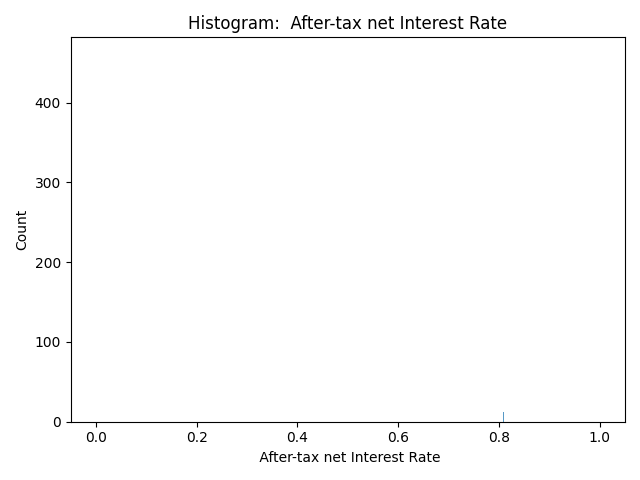 Histogram:  After-tax net Interest Rate
Count
400
300
200
100
0
0.0 0.2 0.4 0.6 0.8 1.0
After-tax net Interest Rate